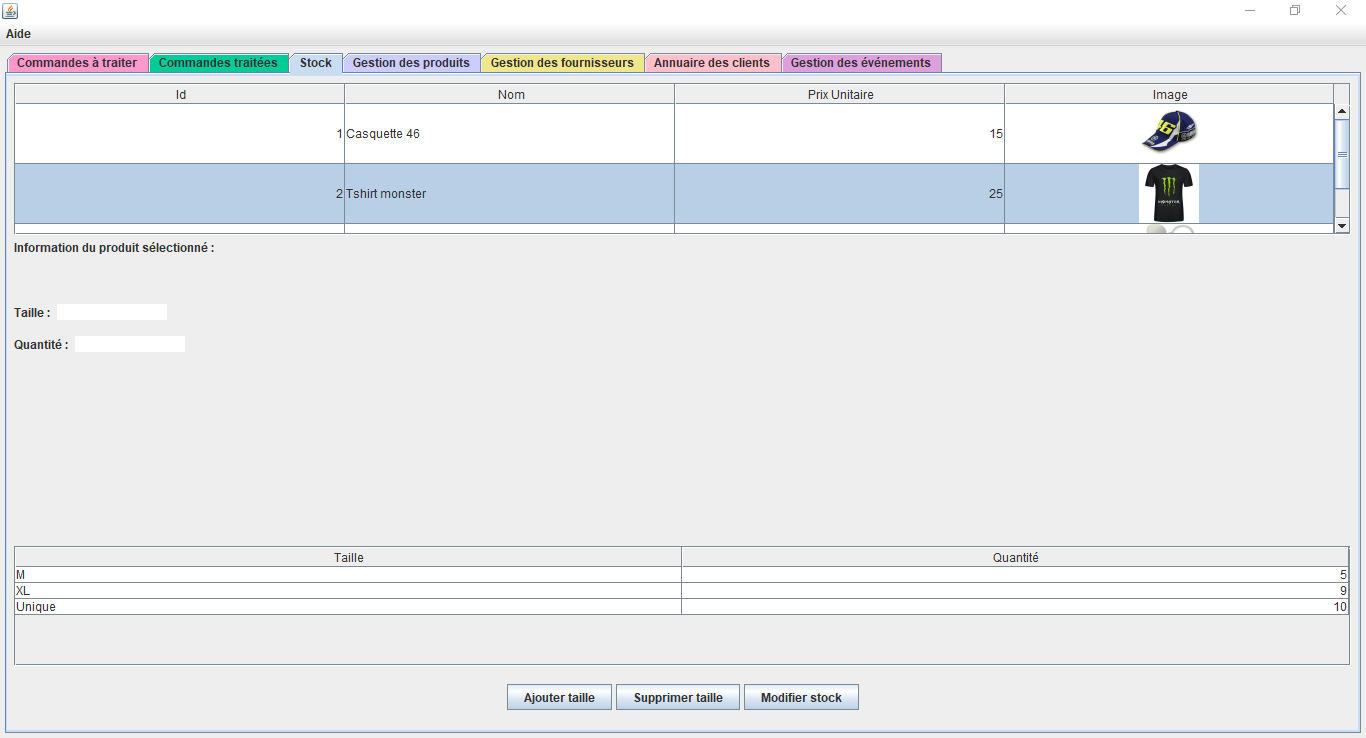 Aide
Commandes à traiter Commandes traitées Stock Gestion des produits Gestion des fournisseurs Annuaire des clients Gestion des événements
Id Nom Prix Unitaire Image
1 Casquette 46 15
46
2 Tshirt monster 25
Information du produit sélectionné :
Taille :
Quantité :
Taille Quantité
M 5
XL 9
Unique 10
Ajouter taille Supprimer taille Modifier stock